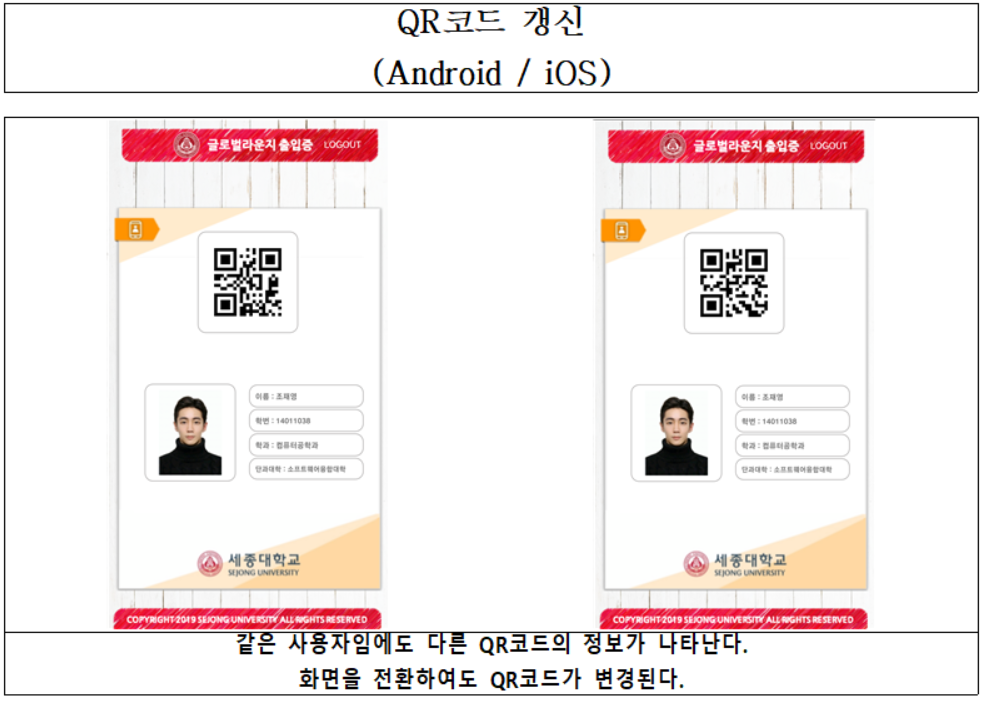 QR코드 갱신
(Android / iOS)
글로벌라운지 출입증 LOGOUT
이름 : 조재영
학번 : 14011038
학과 : 컴퓨터공학과
단과대학 : 소프트웨어융합대학
세종대학교
SEJONG UNIVERSITY
COPYRIGHT 2019 SEJONG UNIVERSITY ALL RIGHTS RESERVED
글로벌라운지 출입증 LOGOUT
이름 : 조재영
학번 : 14011038
학과 : 컴퓨터공학과
단과대학 : 소프트웨어융합대학
세종대학교
SEJONG UNIVERSITY
COPYRIGHT 2019 SEJONG UNIVERSITY ALL RIGHTS RESERVED
같은 사용자임에도 다른 QR코드의 정보가 나타난다.
화면을 전환하여도 QR코드가 변경된다.